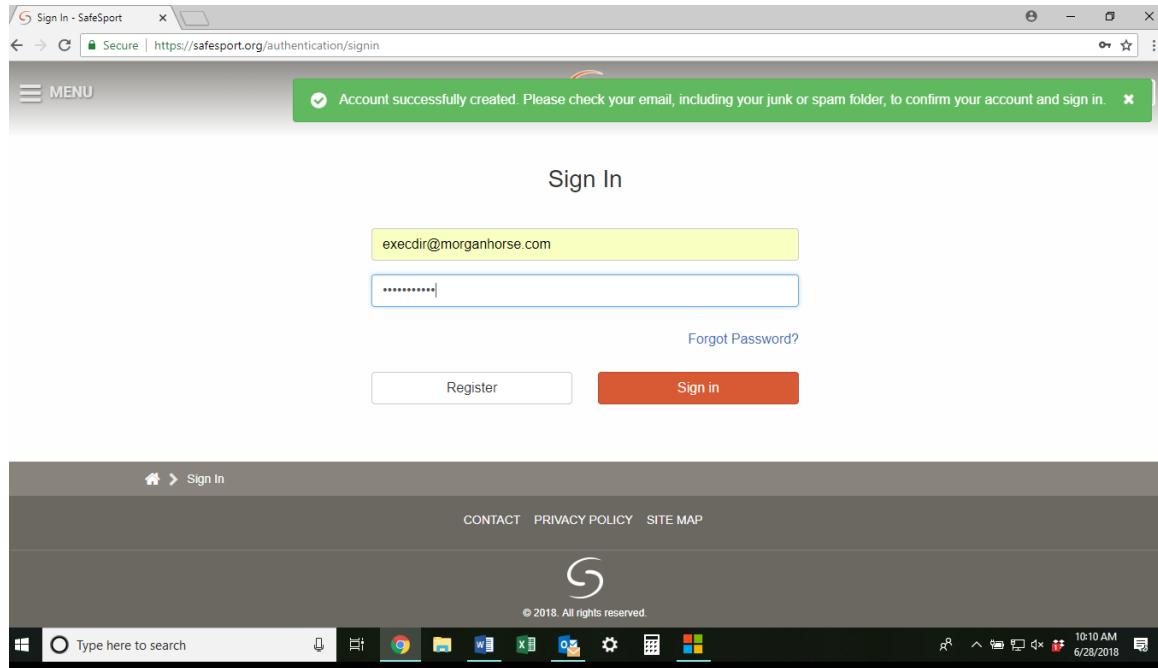 Sign In - SafeSport
Secure | https://safesport.org/authentication/signin
MENU
Account successfully created. Please check your email, including your junk or spam folder, to confirm your account and sign in.
Sign In
execdir@morganhorse.com
•••••••••••
Forgot Password?
Register Sign in
Sign In
CONTACT PRIVACY POLICY SITE MAP
© 2018. All rights reserved.
Type here to search
10:10 AM
6/28/2018